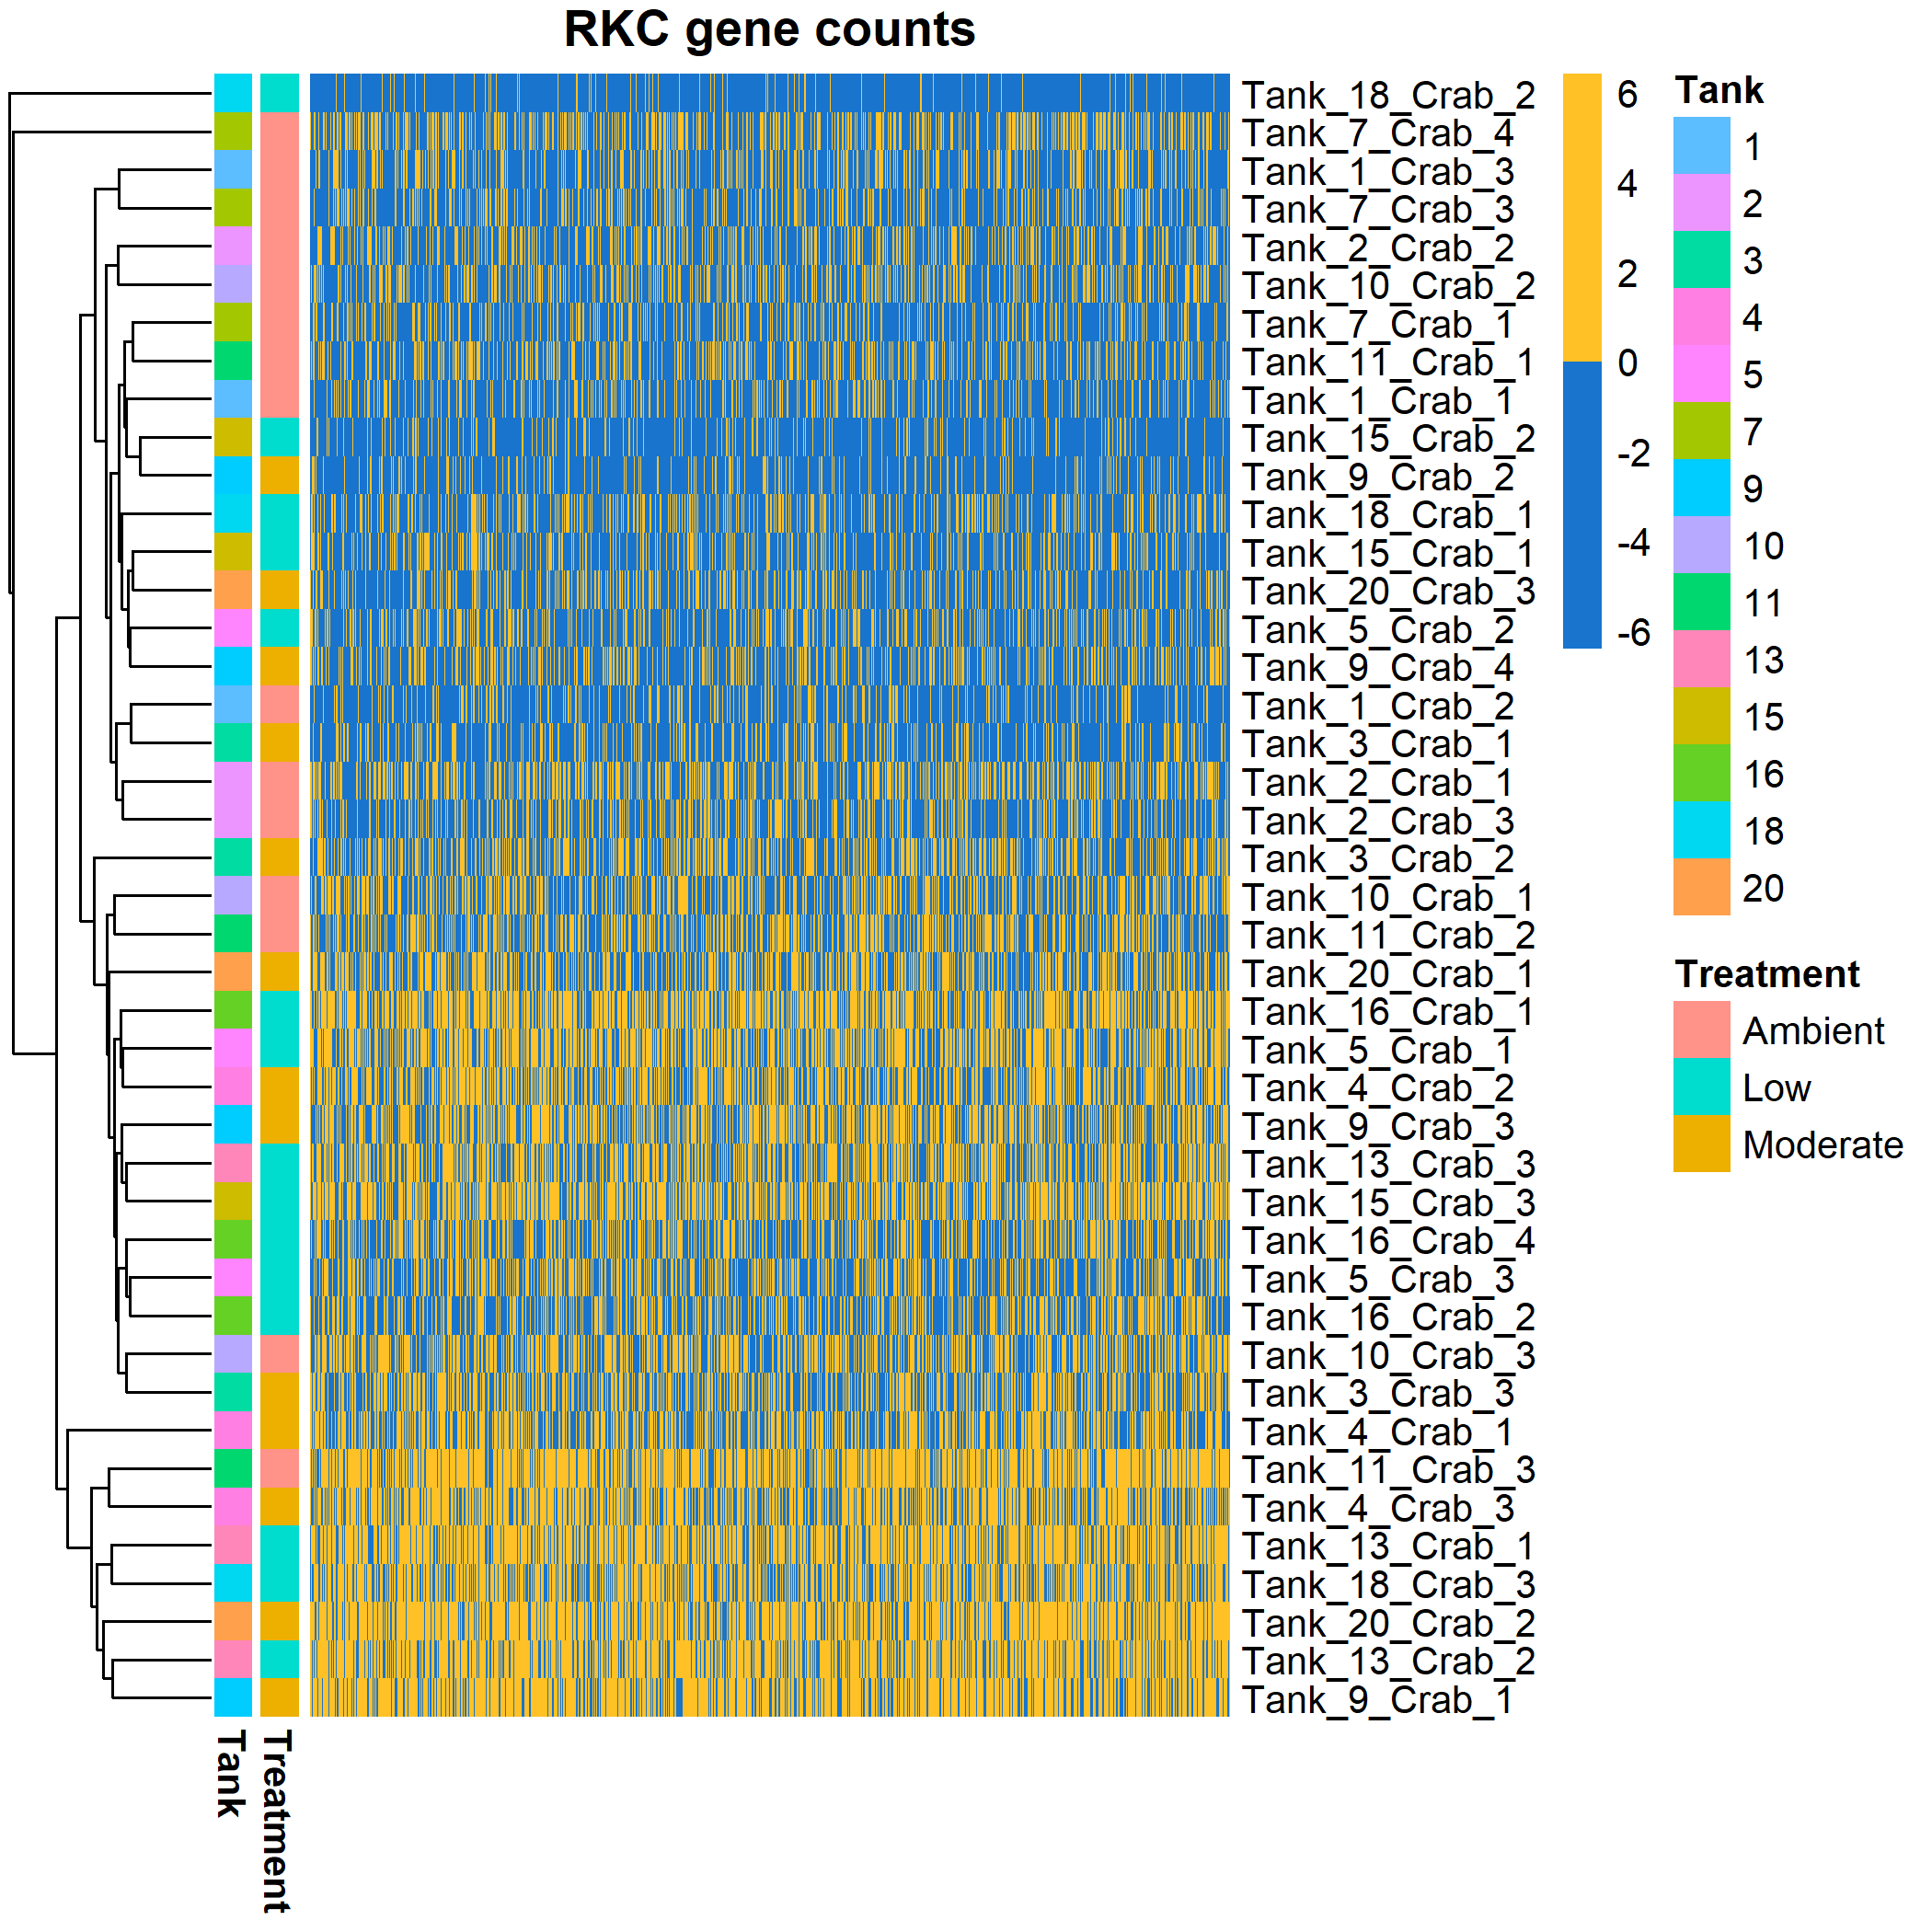 RKC gene counts
Tank_18_Crab_2
Tank_7_Crab_4
Tank_1_Crab_3
Tank_7_Crab_3
Tank_2_Crab_2
Tank_10_Crab_2
Tank_7_Crab_1
Tank_11_Crab_1
Tank_1_Crab_1
Tank_15_Crab_2
Tank_9_Crab_2
Tank_18_Crab_1
Tank_15_Crab_1
Tank_20_Crab_3
Tank_5_Crab_2
Tank_9_Crab_4
Tank_1_Crab_2
Tank_3_Crab_1
Tank_2_Crab_1
Tank_2_Crab_3
Tank_3_Crab_2
Tank_10_Crab_1
Tank_11_Crab_2
Tank_20_Crab_1
Tank_16_Crab_1
Tank_5_Crab_1
Tank_4_Crab_2
Tank_9_Crab_3
Tank_13_Crab_3
Tank_15_Crab_3
Tank_16_Crab_4
Tank_5_Crab_3
Tank_16_Crab_2
Tank_10_Crab_3
Tank_3_Crab_3
Tank_4_Crab_1
Tank_11_Crab_3
Tank_4_Crab_3
Tank_13_Crab_1
Tank_18_Crab_3
Tank_20_Crab_2
Tank_13_Crab_2
Tank_9_Crab_1
Tank
Treatment
6
4
2
0
-2
-4
-6
Tank
1
2
3
4
5
7
9
10
11
13
15
16
18
20
Treatment
Ambient
Low
Moderate